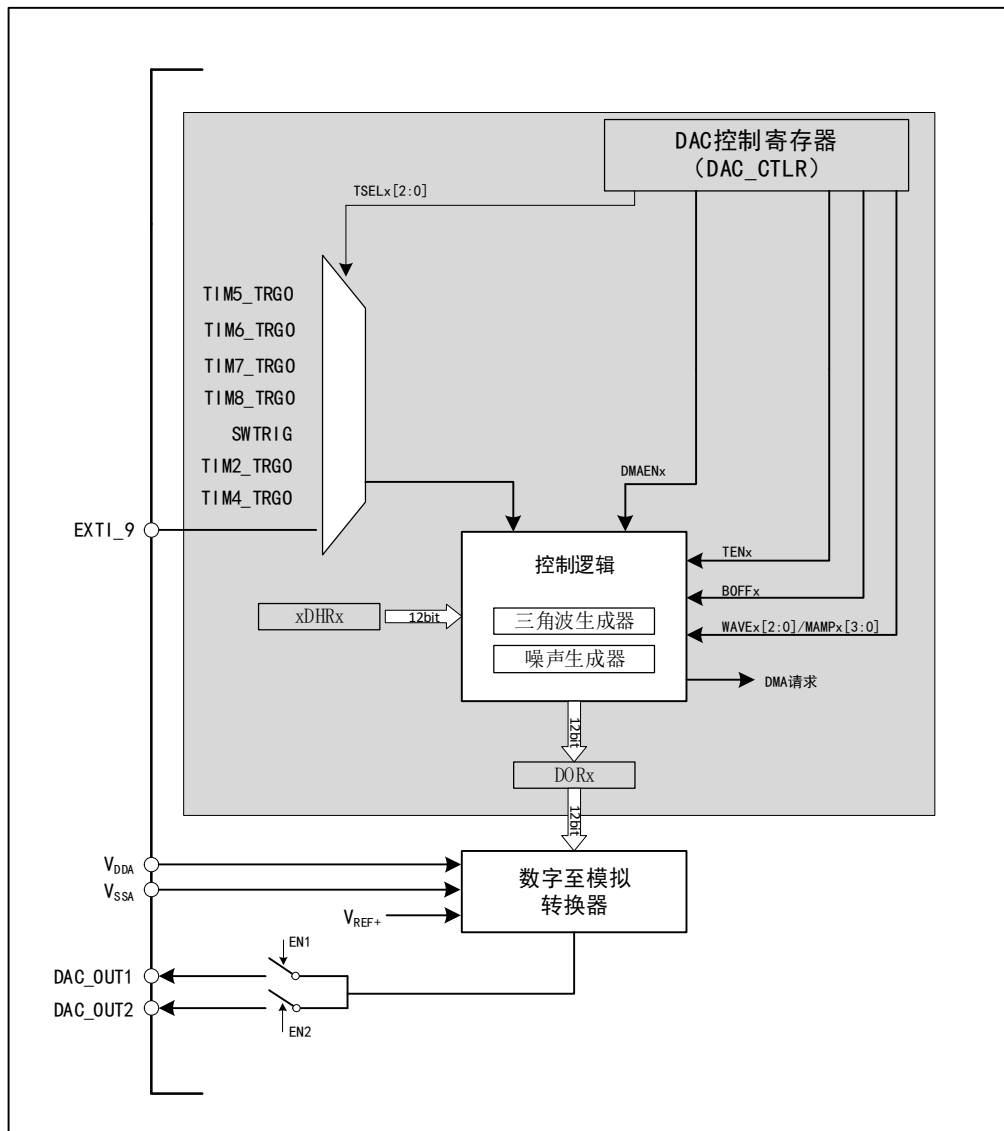 DAC控制寄存器
（DAC_CTLR）
TSELx[2:0]
TIM5_TRGO
TIM6_TRGO
TIM7_TRGO
TIM8_TRGO
SWTRIG
TIM2_TRGO
TIM4_TRGO
EXTI_9
DMAENx
TENx
BOFFx
WAVEx[2:0]/MAMPx[3:0]
控制逻辑
三角波生成器
噪声生成器
xDHRx
12bit
DMA请求
12bit
DORx
12bit
VDDA
VSSA
VREF+
数字至模拟
转换器
EN1
DAC_OUT1
DAC_OUT2
EN2